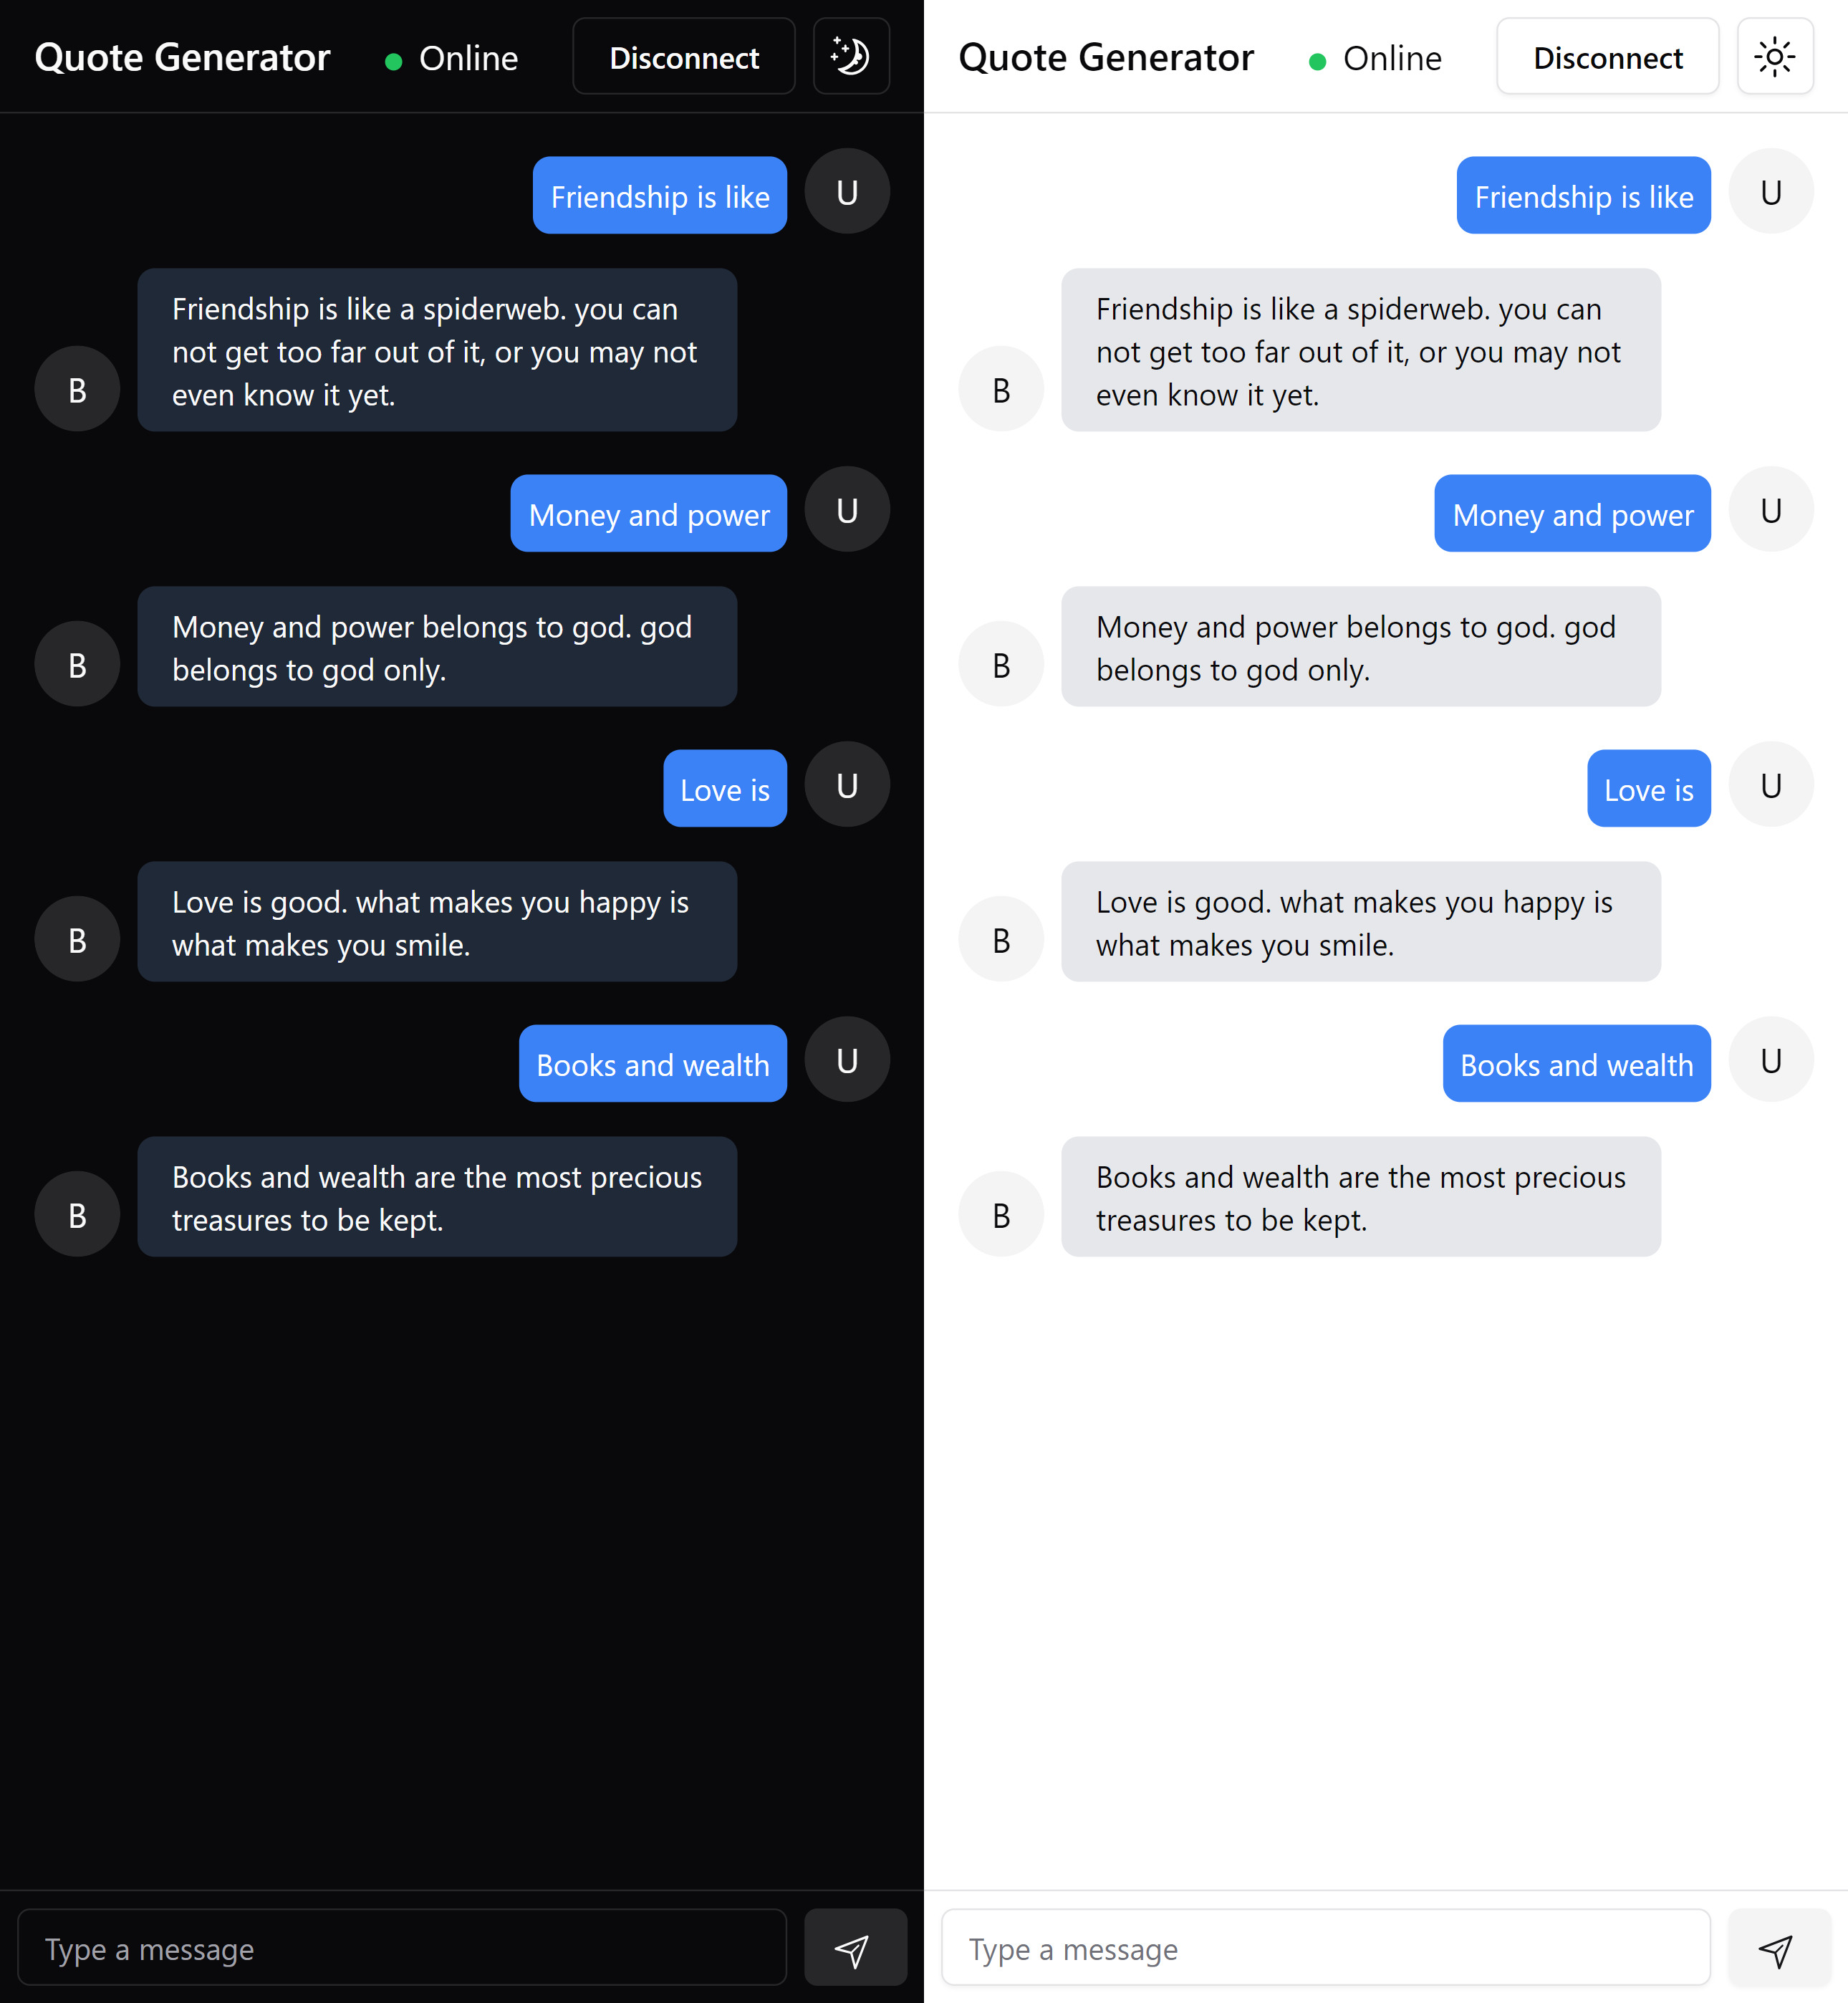 Quote Generator
Online
Disconnect
Friendship is like
U
Friendship is like a spiderweb. you can
not get too far out of it, or you may not
even know it yet.
B
Money and power
U
Money and power belongs to god. god
belongs to god only.
B
Love is
U
Love is good. what makes you happy is
what makes you smile.
B
Books and wealth
U
Books and wealth are the most precious
treasures to be kept.
B
Type a message
Quote Generator
Online
Disconnect
Friendship is like
U
Friendship is like a spiderweb. you can
not get too far out of it, or you may not
even know it yet.
B
Money and power
U
Money and power belongs to god. god
belongs to god only.
B
Love is
U
Love is good. what makes you happy is
what makes you smile.
B
Books and wealth
U
Books and wealth are the most precious
treasures to be kept.
B
Type a message